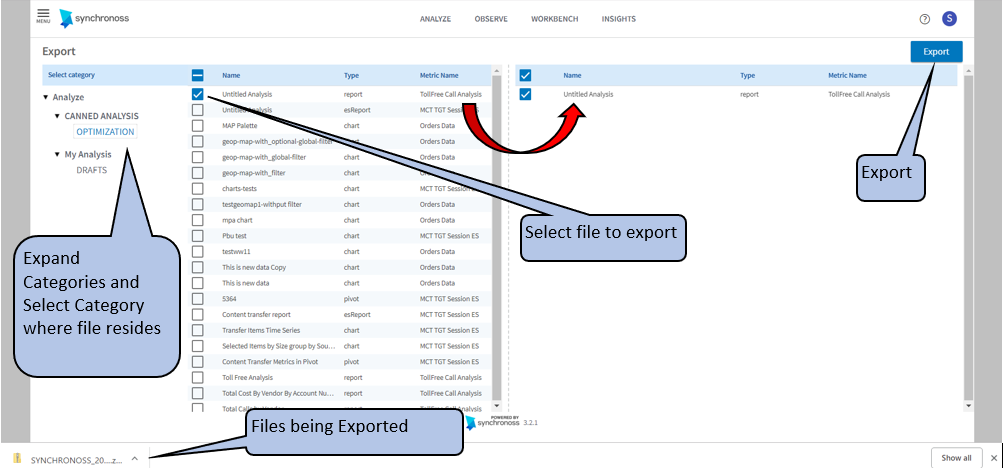 MENU synchronoss ANALYZE OBSERVE WORKBENCH INSIGHTS ? S
Export Export
Select category Name Type Metric Name
Name Type Metric Name
Analyze
CANNED ANALYSIS
OPTIMIZATION
My Analysis
DRAFTS
Untitled Analysis report TollFree Call Analysis
Untitled Analysis esReport MCT TGT Session ES
MAP Palette chart Orders Data
geop-map-with_optional-global-filter chart Orders Data
geop-map-with_global-filter chart Orders Data
geop-map-with_filter chart Orders Data
charts-tests chart MCT TGT Session ES
testgeomap1-withput filter chart Orders Data
mpa chart chart Orders Data
Pbu test chart MCT TGT Session ES
testww11 chart Orders Data
This is new data Copy chart Orders Data
This is new data chart Orders Data
5364 pivot MCT TGT Session ES
Content transfer report esReport MCT TGT Session ES
Transfer Items Time Series chart MCT TGT Session ES
Selected Items by Size group by Sou... chart MCT TGT Session ES
Content Transfer Metrics in Pivot pivot MCT TGT Session ES
Toll Free Analysis report TollFree Call Analysis
Total Cost By Vendor By Account Nu... report TollFree Call Analysis
Total Calls TollFree Call Analysis
Untitled Analysis report TollFree Call Analysis
Export
Select file to export
Expand
Categories and
Select Category
where file resides
Files being Exported
POWERED BY
synchronoss 3.2.1
SYNCHRONOSS_20....z... Show all